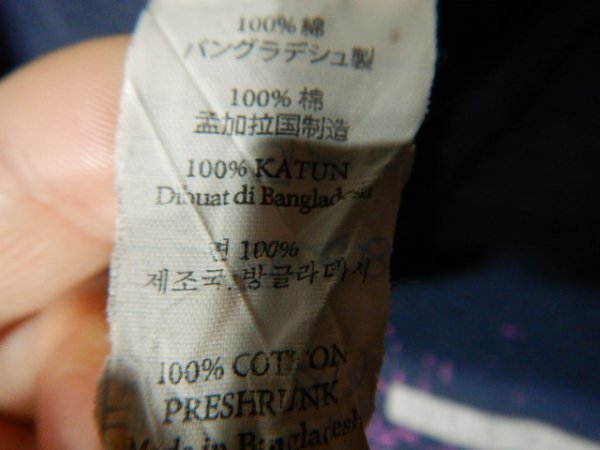 100% 綿
バングラデシュ製
100% 棉
孟加拉国制造
100% KATUN
Dibuat di Bangladesh
면 100%
제조국: 방글라데시
100% COTTON
PRESHRUNK
Made in Bangladesh